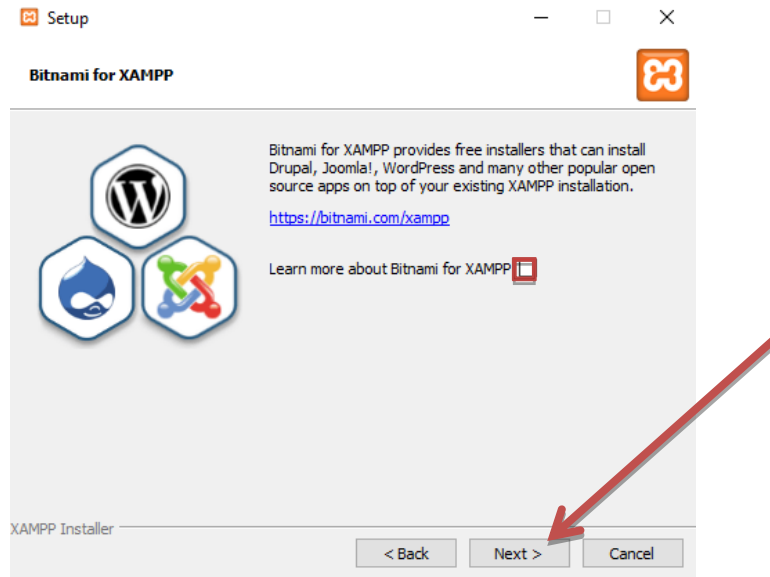 Setup
Bitnami for XAMPP
Bitnami for XAMPP provides free installers that can install
Drupal, Joomla!, WordPress and many other popular open
source apps on top of your existing XAMPP installation.
https://bitnami.com/xampp
Learn more about Bitnami for XAMPP
XAMPP Installer
< Back Next > Cancel